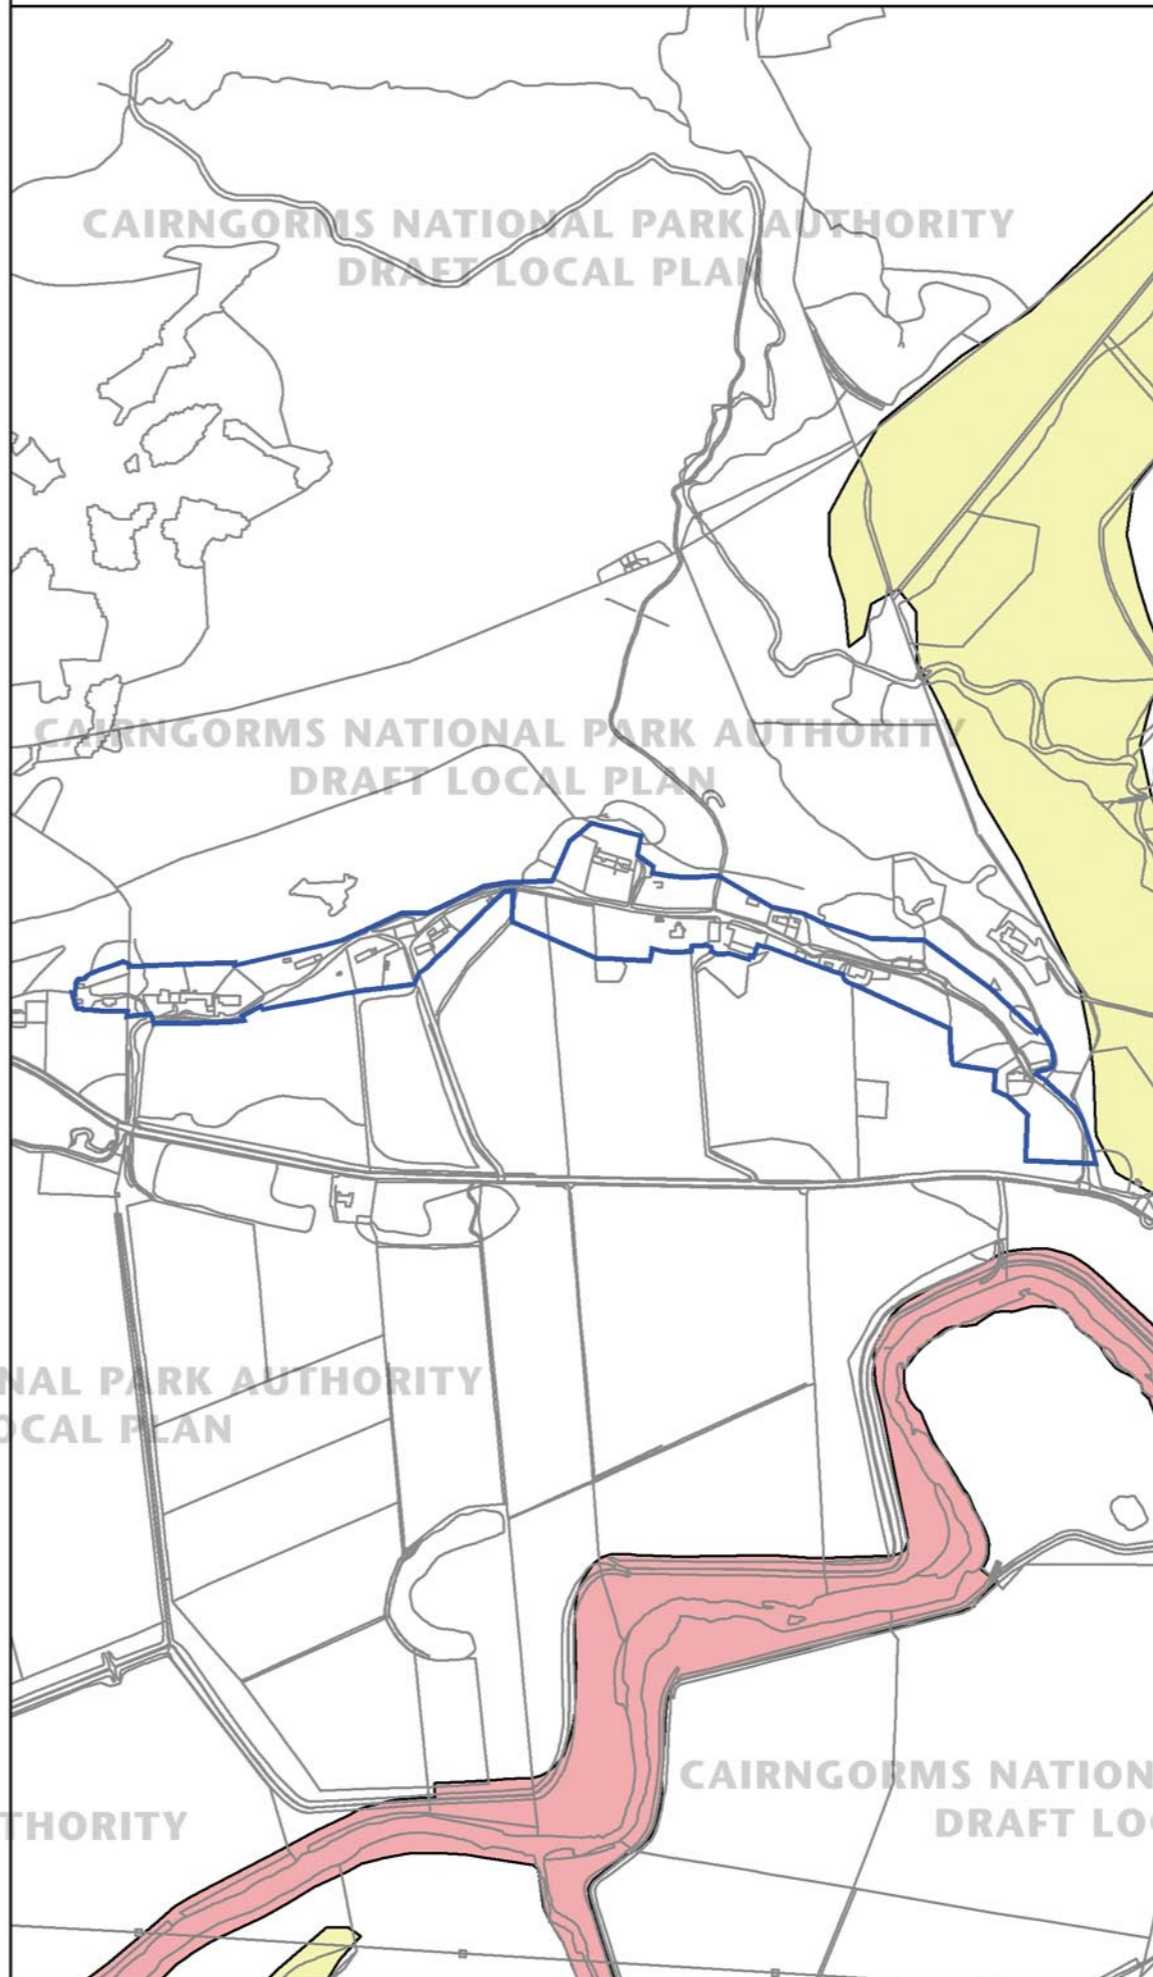 CAIRNGORMS NATIONAL PARK AUTHORITY
DRAFT LOCAL PLAN
CAIRNGORMS NATIONAL PARK AUTHORITY
DRAFT LOCAL PLAN
NAL PARK AUTHORITY
OCAL PLAN
CAIRNGORMS NATION
DRAFT LO
THORITY